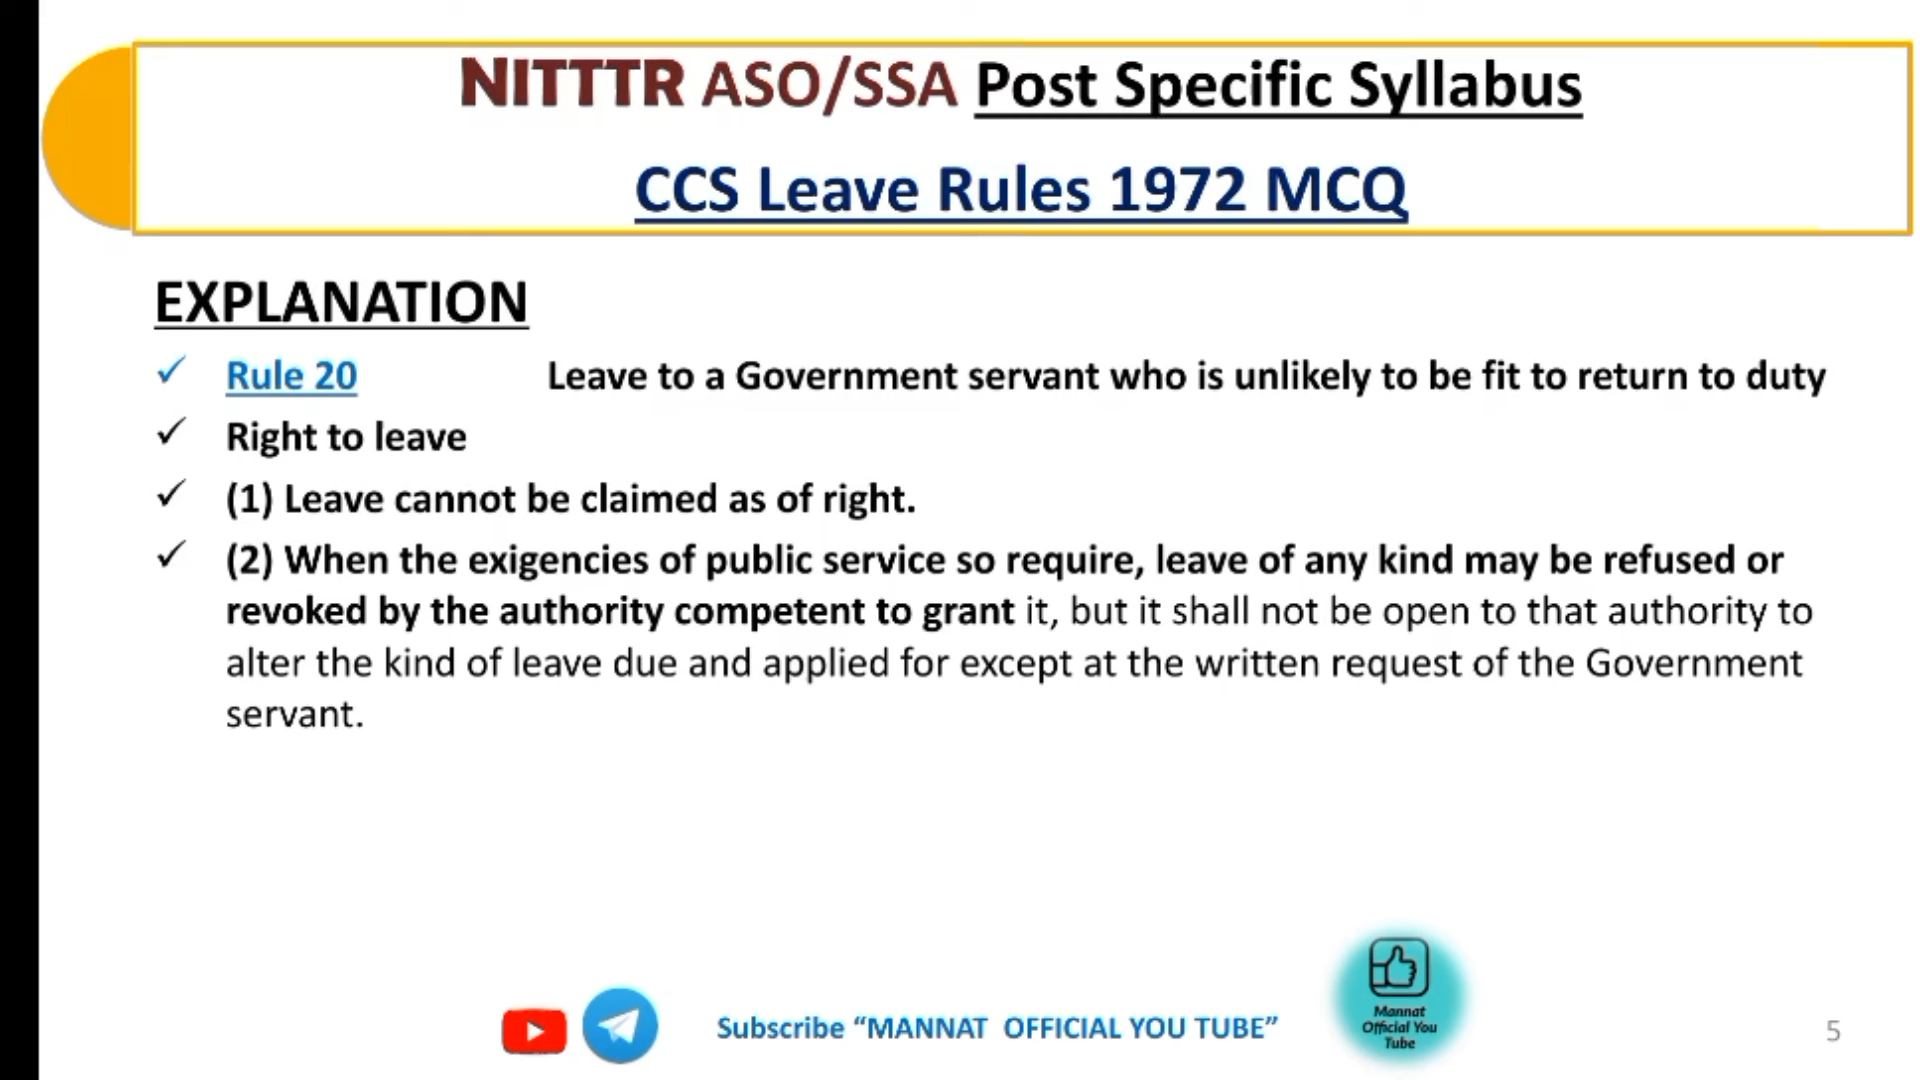 NITTTR ASO/SSA Post Specific Syllabus
CCS Leave Rules 1972 MCQ
EXPLANATION
✓ Rule 20 Leave to a Government servant who is unlikely to be fit to return to duty
✓ Right to leave
✓ (1) Leave cannot be claimed as of right.
✓ (2) When the exigencies of public service so require, leave of any kind may be refused or
revoked by the authority competent to grant it, but it shall not be open to that authority to
alter the kind of leave due and applied for except at the written request of the Government
servant.
Subscribe “MANNAT OFFICIAL YOU TUBE”
Mannat
Official You
Tube
5